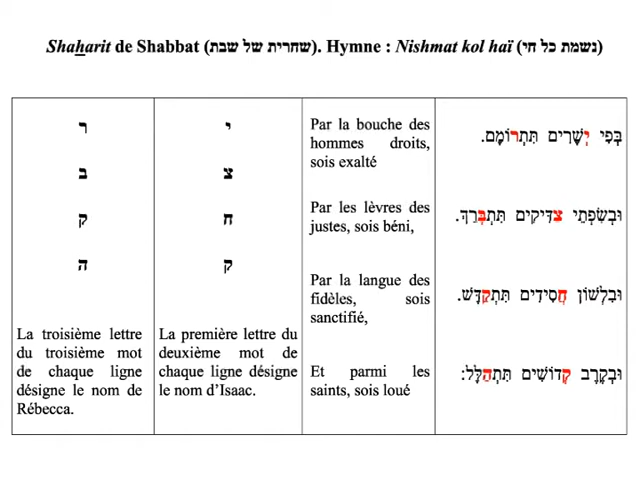 Shaharit de Shabbat (שחרית של שבת). Hymne : Nishmat kol haï (נשמת כל חי)
ר
ב
ק
ה
La troisième lettre
du troisième mot
de chaque ligne
désigne le nom de
Rébecca.
י
צ
ח
ק
La première lettre du
deuxième mot de
chaque ligne désigne
le nom d’Isaac.
Par la bouche des
hommes droits,
sois exalté
Par les lèvres des
justes, sois béni,
Par la langue des
fidèles, sois
sanctifié,
Et parmi les
saints, sois loué
בְּפִי יְשָׁרִים תִּתְרוֹמָם.
וּבְשִׂפְתֵי צַדִּיקִים תִּתְבָּרַךְ.
וּבִלְשׁוֹן חֲסִידִים תִּתְקַדָּשׁ.
וּבְקֶרֶב קְדוֹשִׁים תִּתְהַלָּל: